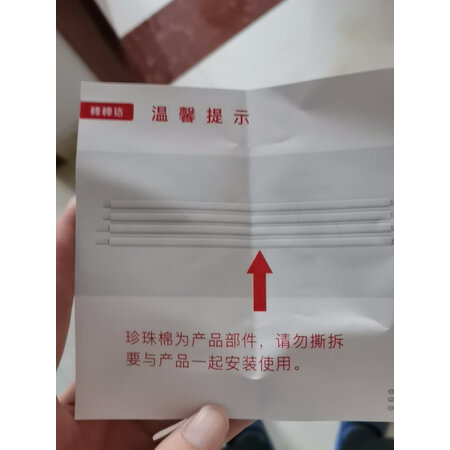 棒棒活
温馨提示
珍珠棉为产品部件，请勿撕拆
要与产品一起安装使用。